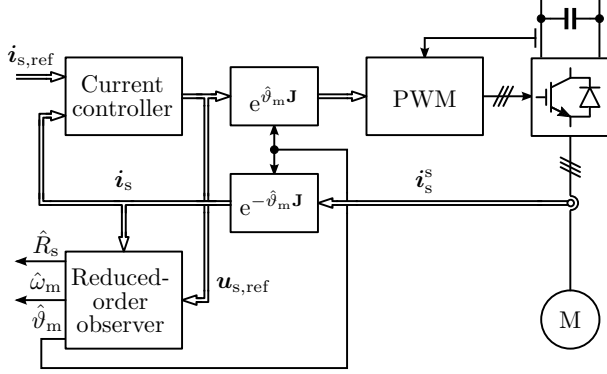 i_s,ref
Current
controller
e^ϑ̂_m J
PWM
i_s
e^−ϑ̂_m J
i_s^s
R̂_s
ω̂_m
ϑ̂_m
Reduced-
order
observer
u_s,ref
M